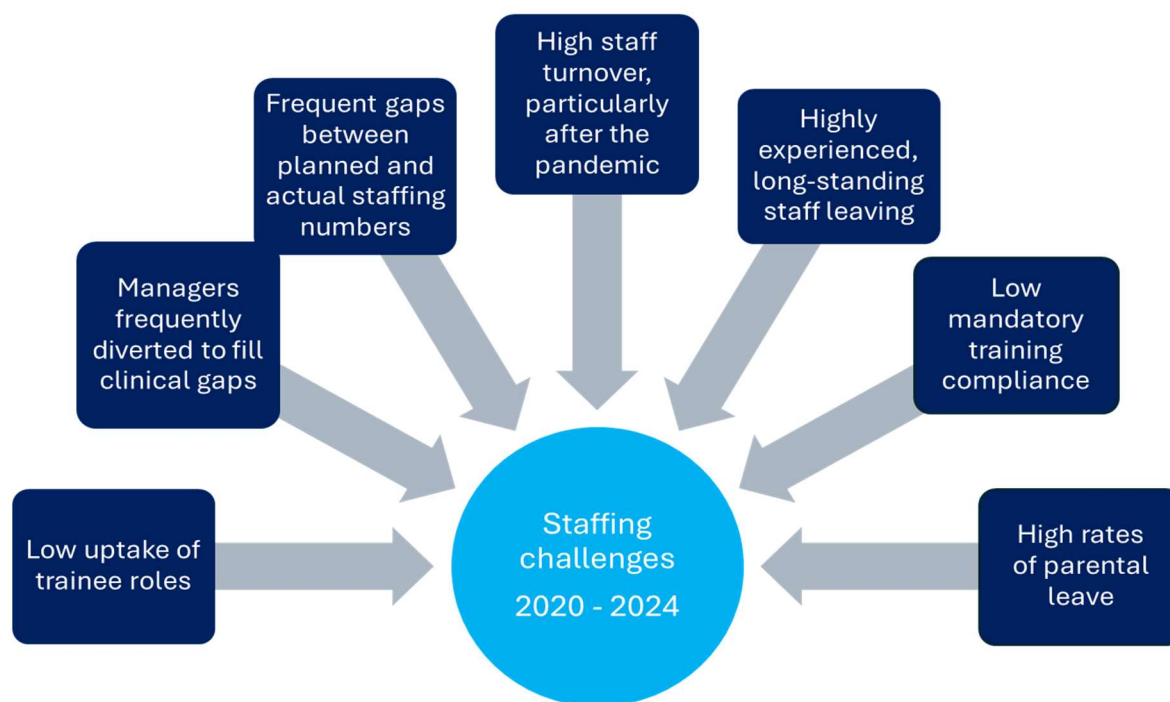 High staff
turnover,
particularly
after the
pandemic
Frequent gaps
between
planned and
actual staffing
numbers
Highly
experienced,
long-standing
staff leaving
Managers
frequently
diverted to fill
clinical gaps
Low
mandatory
training
compliance
Low uptake of
trainee roles
Staffing
challenges
2020 - 2024
High rates
of parental
leave